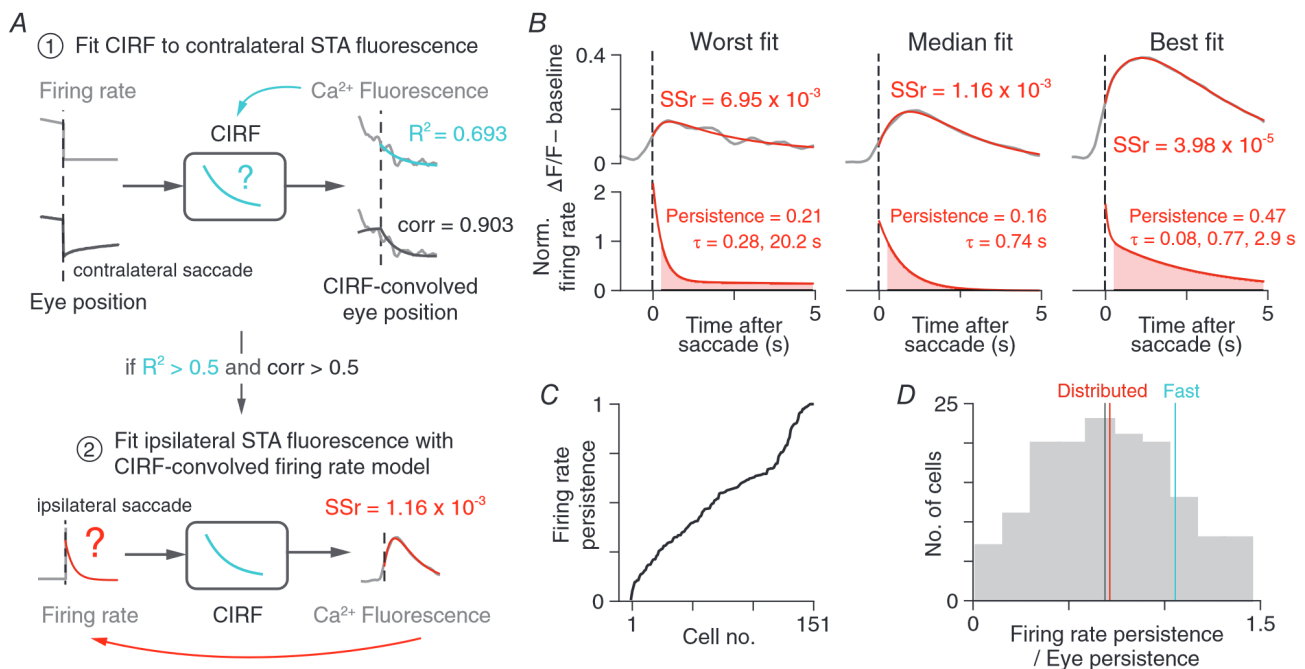 A
① Fit CIRF to contralateral STA fluorescence
Firing rate
Ca²⁺ Fluorescence
CIRF
?
R² = 0.693
corr = 0.903
contralateral saccade
Eye position
CIRF-convolved
eye position
if R² > 0.5 and corr > 0.5
② Fit ipsilateral STA fluorescence with
CIRF-convolved firing rate model
ipsilateral saccade
?
SSr = 1.16 x 10⁻³
Firing rate
CIRF
Ca²⁺ Fluorescence
B
Worst fit
Median fit
Best fit
ΔF/F – baseline
0.4
0.2
0
SSr = 6.95 x 10⁻³
SSr = 1.16 x 10⁻³
SSr = 3.98 x 10⁻⁵
Norm.
firing rate
2
1
0
Persistence = 0.21
τ = 0.28, 20.2 s
Persistence = 0.16
τ = 0.74 s
Persistence = 0.47
τ = 0.08, 0.77, 2.9 s
0 5
0 5
0 5
Time after
saccade (s)
Time after
saccade (s)
Time after
saccade (s)
C
Firing rate
persistence
1
0
1 151
Cell no.
D
Distributed
Fast
No. of cells
25
0
0 1.5
Firing rate persistence
/ Eye persistence